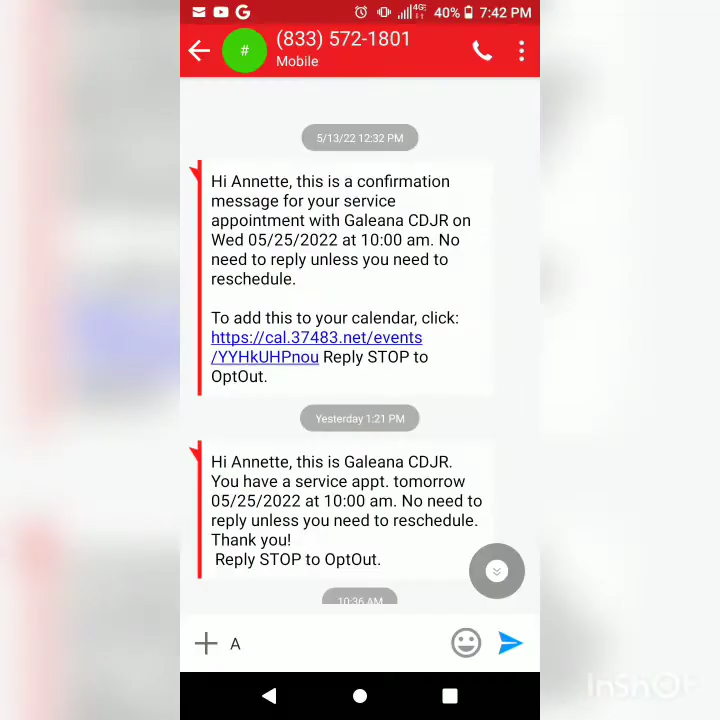 4G
40% 7:42 PM
# (833) 572-1801
Mobile
5/13/22 12:32 PM
Hi Annette, this is a confirmation
message for your service
appointment with Galeana CDJR on
Wed 05/25/2022 at 10:00 am. No
need to reply unless you need to
reschedule.
To add this to your calendar, click:
https://cal.37483.net/events
/YYHkUHPnou Reply STOP to
OptOut.
Yesterday 1:21 PM
Hi Annette, this is Galeana CDJR.
You have a service appt. tomorrow
05/25/2022 at 10:00 am. No need to
reply unless you need to reschedule.
Thank you!
Reply STOP to OptOut.
10:36 AM
A
InShOt